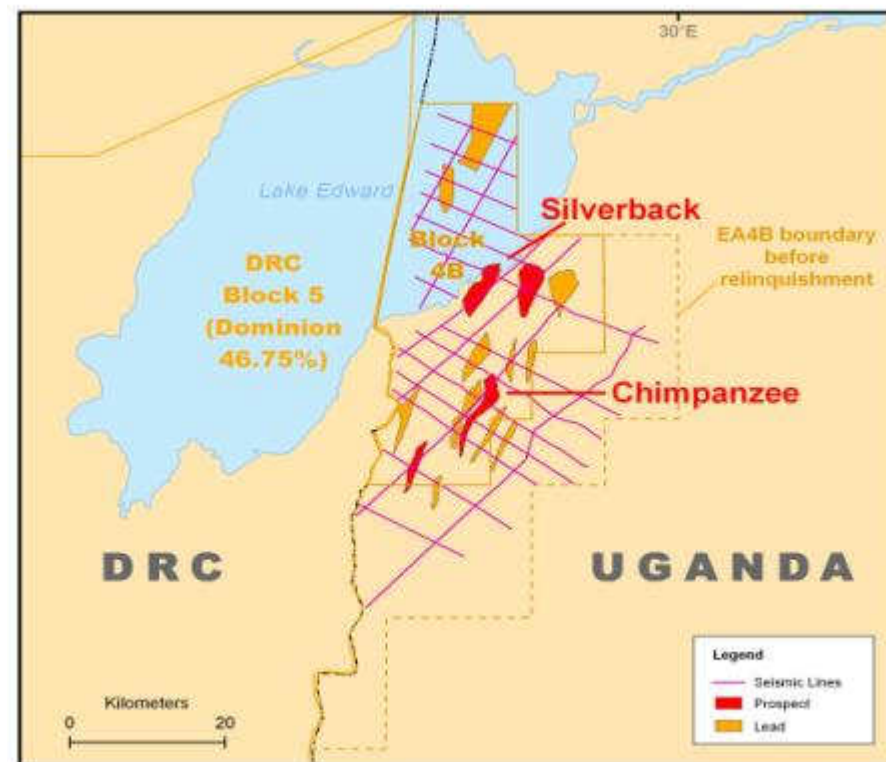 30°E
Lake Edward
Silverback
Block
4B
EA4B boundary
before
relinquishment
DRC
Block 5
(Dominion
46.75%)
Chimpanzee
DRC
UGANDA
Legend
Seismic Lines
Prospect
Lead
Kilometers
0
20